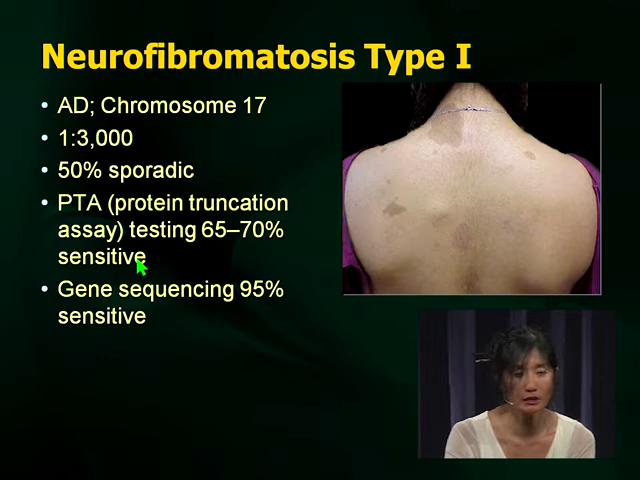 Neurofibromatosis Type I
• AD; Chromosome 17
• 1:3,000
• 50% sporadic
• PTA (protein truncation
assay) testing 65–70%
sensitive
• Gene sequencing 95%
sensitive